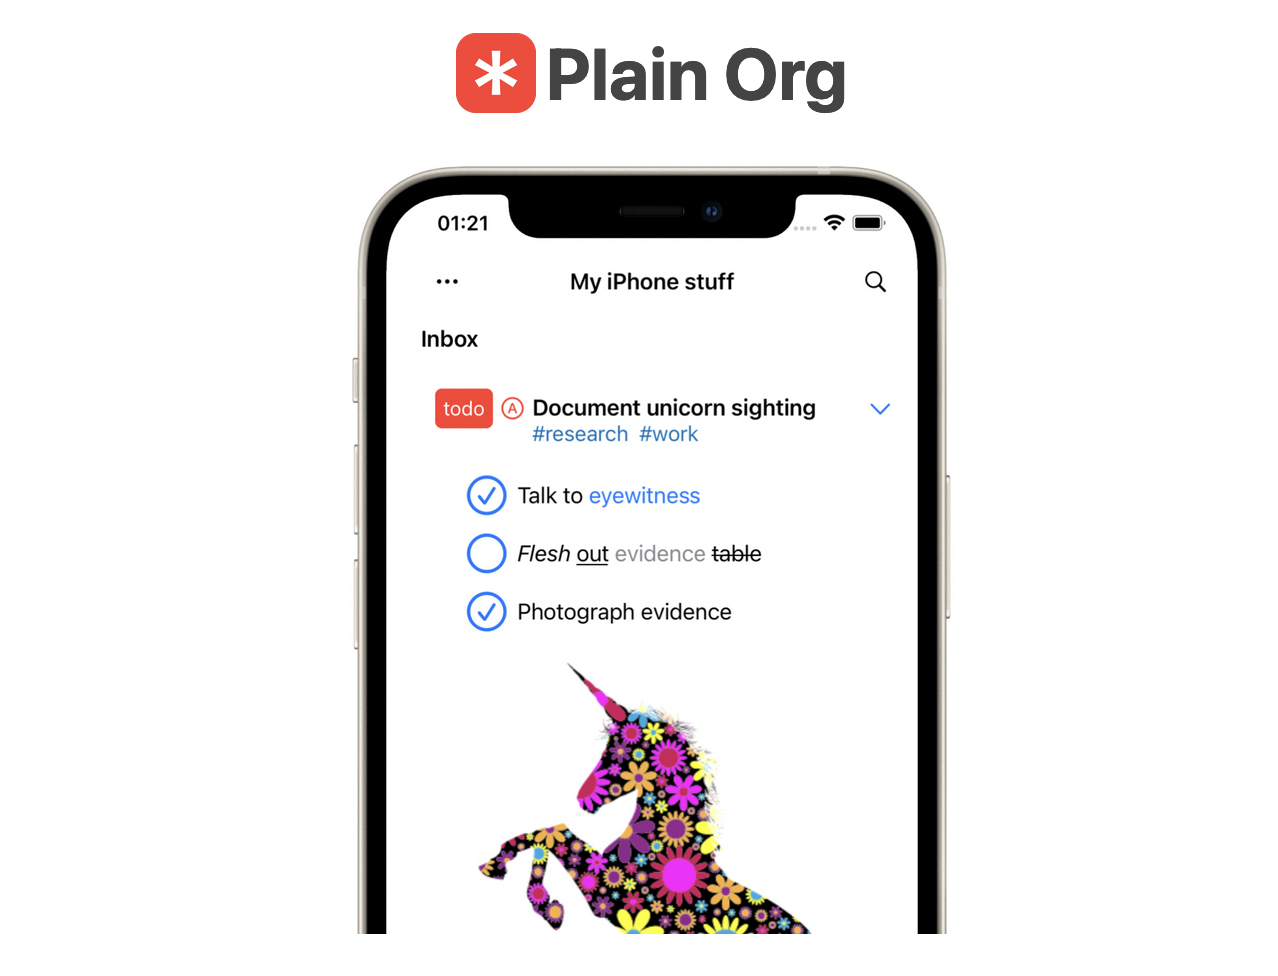 * Plain Org
01:21
... My iPhone stuff
Inbox
todo A Document unicorn sighting
#research #work
Talk to eyewitness
Flesh out evidence table
Photograph evidence